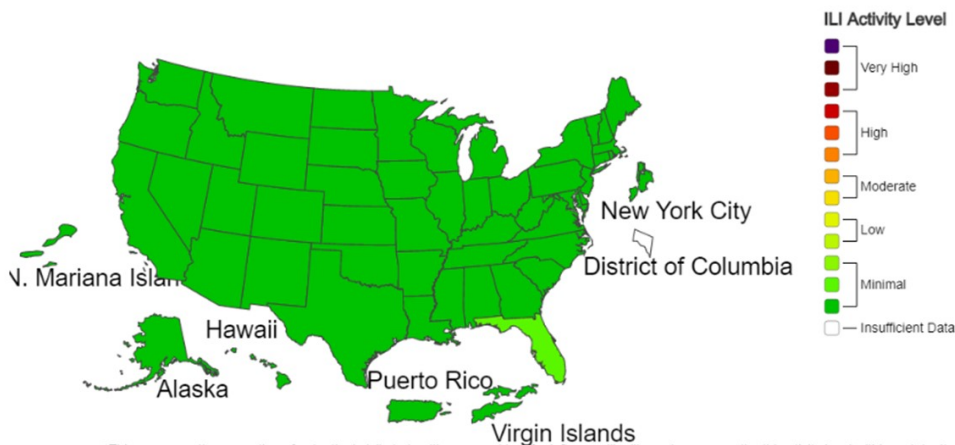 ILI Activity Level
Very High
High
Moderate
Low
Minimal
Insufficient Data
New York City
District of Columbia
N. Mariana Islan
Hawaii
Alaska
Puerto Rico
Virgin Islands